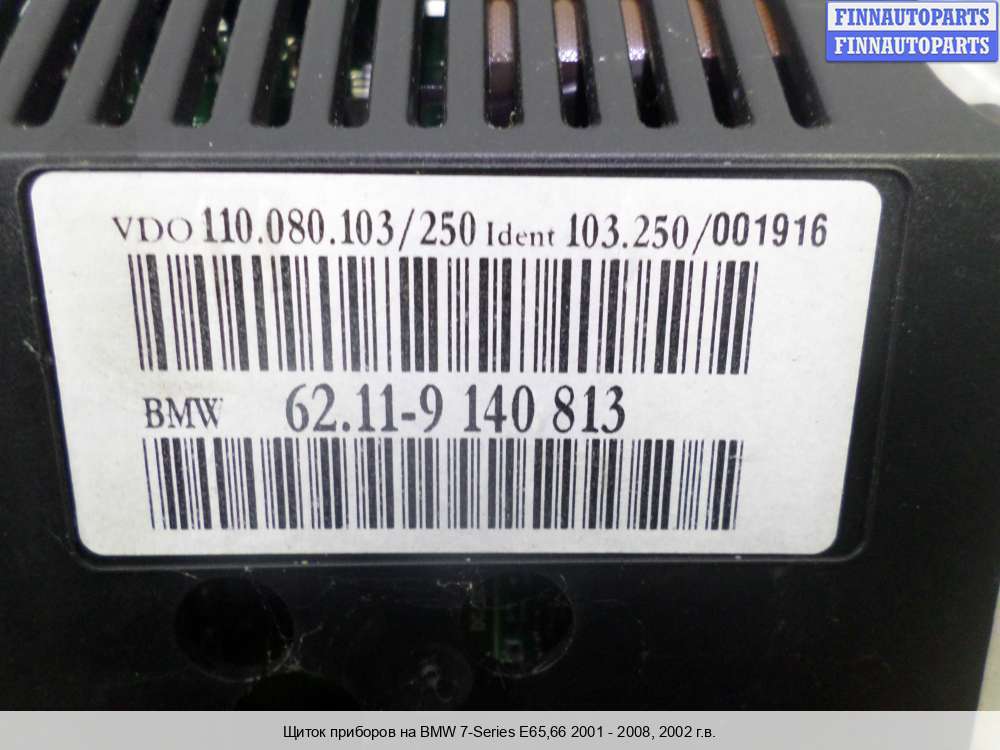 FINNAUTOPARTS
FINNAUTOPARTS
VDO 110.080.103/250 Ident 103.250/001916
BMW 62.11-9 140 813
Щиток приборов на BMW 7-Series E65,66 2001 - 2008, 2002 г.в.